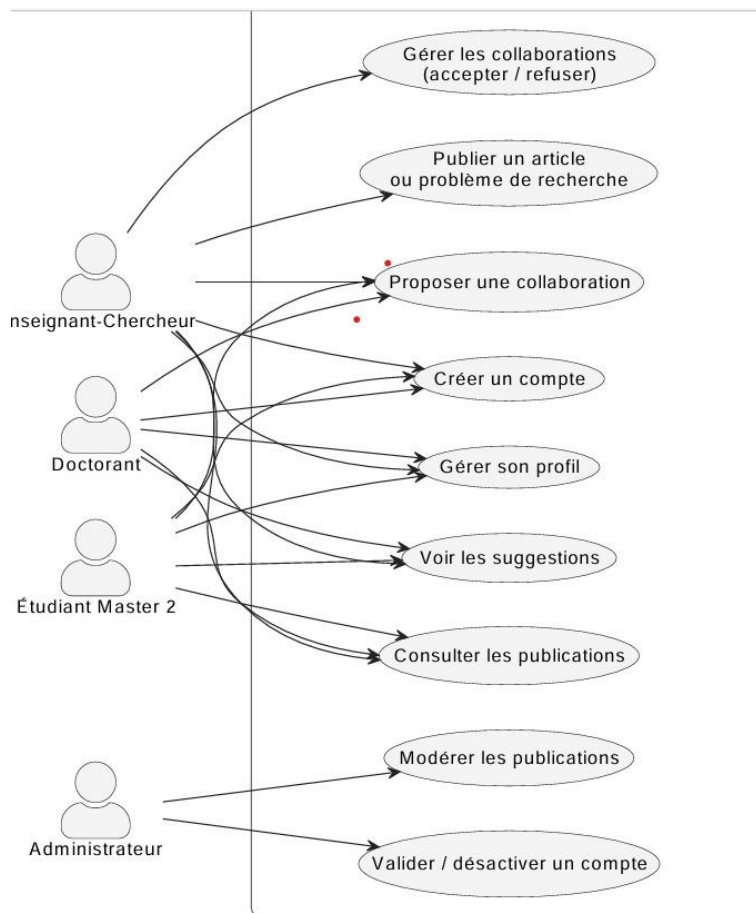 Gérer les collaborations
(accepter / refuser)
Publier un article
ou problème de recherche
nseignant-Chercheur
Proposer une collaboration
Créer un compte
Doctorant
Gérer son profil
Voir les suggestions
Étudiant Master 2
Consulter les publications
Modérer les publications
Administrateur
Valider / désactiver un compte